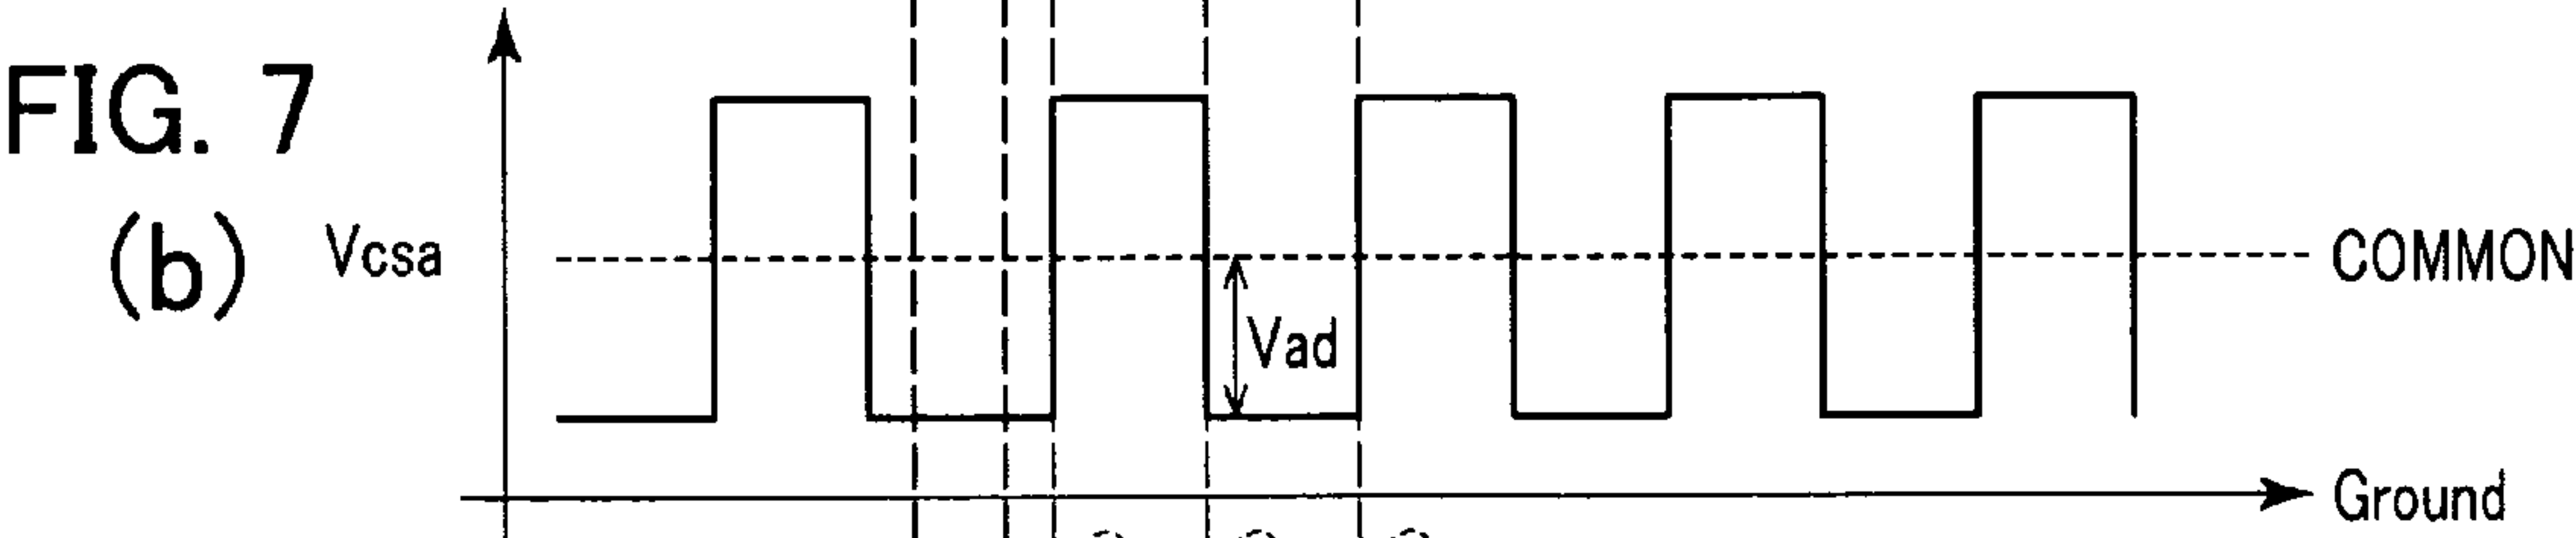 FIG. 7
(b)
Vcsa
COMMON
Vad
Ground